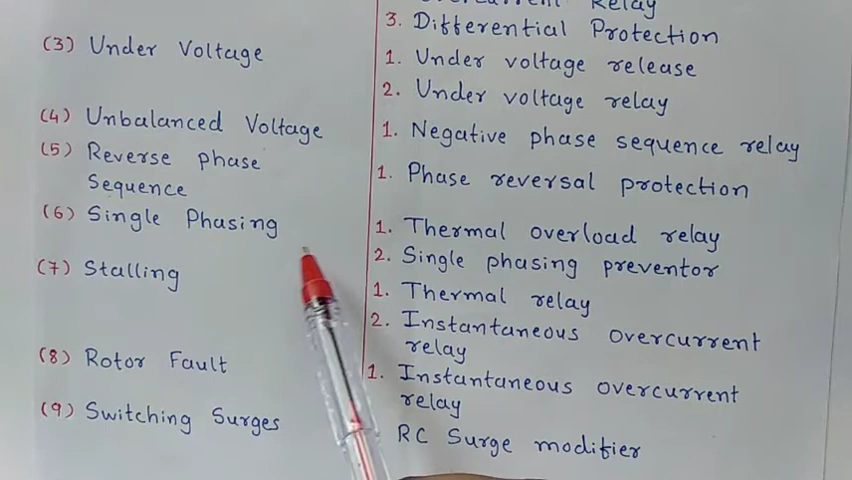 Overcurrent Relay
3. Differential Protection
(3) Under Voltage
1. Under voltage release
2. Under voltage relay
(4) Unbalanced Voltage
1. Negative phase sequence relay
(5) Reverse phase
Sequence
1. Phase reversal protection
(6) Single Phasing
1. Thermal overload relay
2. Single phasing preventor
(7) Stalling
1. Thermal relay
2. Instantaneous overcurrent
relay
(8) Rotor Fault
1. Instantaneous overcurrent
relay
(9) Switching Surges
RC Surge modifier